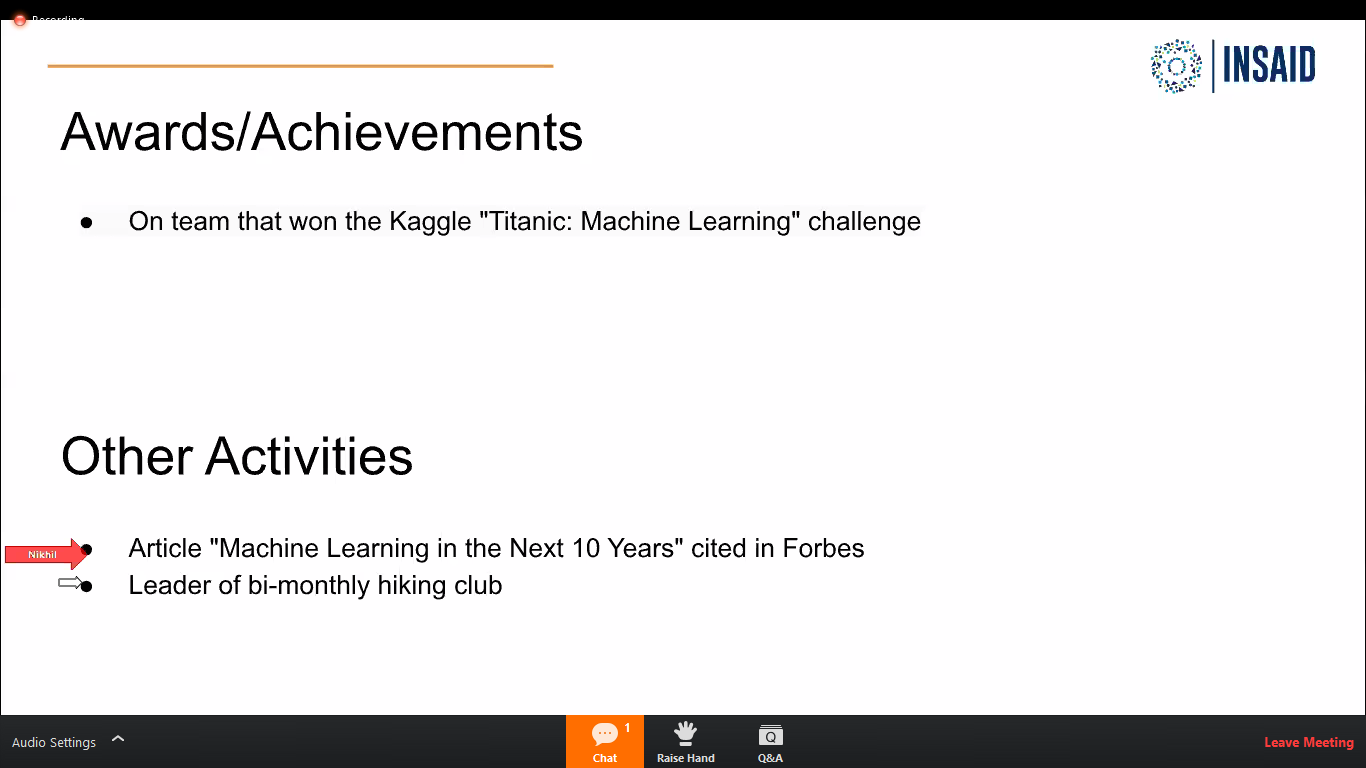 Recording
INSAID
Awards/Achievements
● On team that won the Kaggle "Titanic: Machine Learning" challenge
Other Activities
Nikhil
● Article "Machine Learning in the Next 10 Years" cited in Forbes
● Leader of bi-monthly hiking club
Audio Settings
Chat 1
Raise Hand
Q
Q&A
Leave Meeting